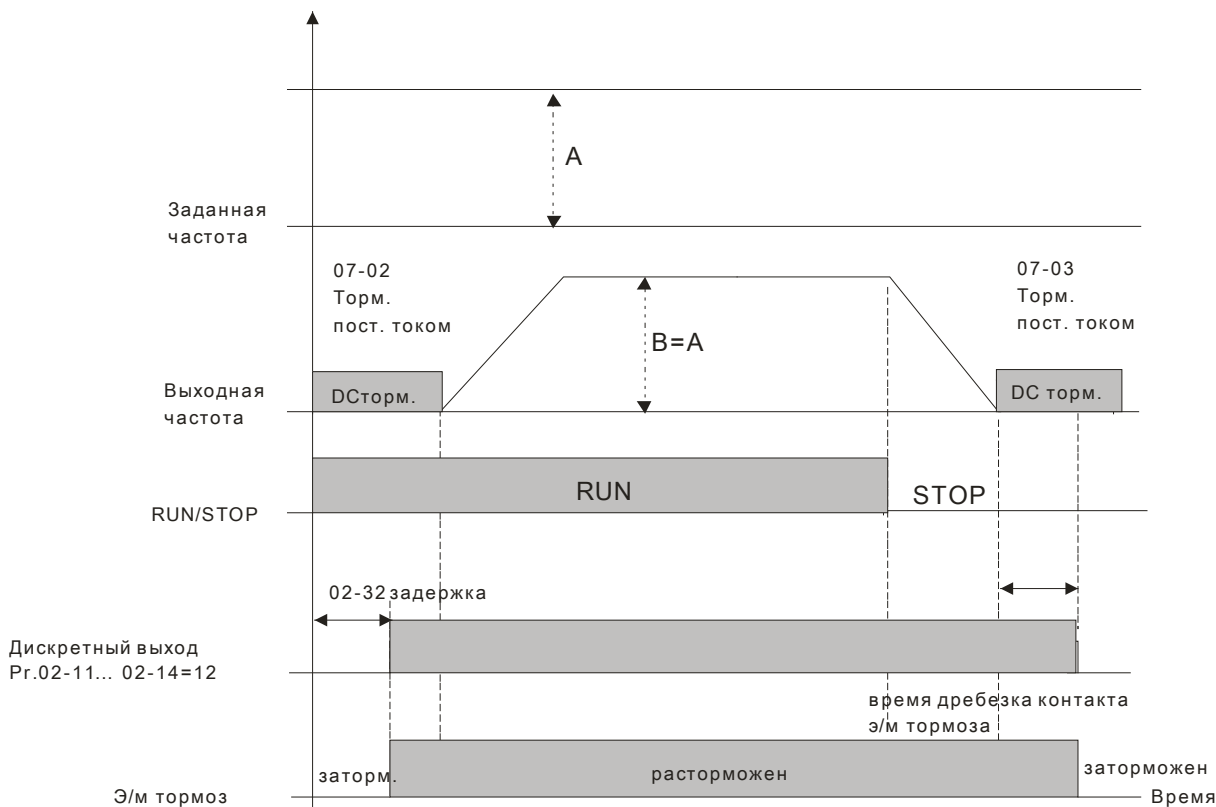 A
Заданная
частота
07-02
Торм.
пост. током
07-03
Торм.
пост. током
B=A
Выходная
частота
DCторм.
DC торм.
RUN
STOP
RUN/STOP
02-32 задержка
Дискретный выход
Pr.02-11... 02-14=12
время дребезка контакта
э/м тормоза
заторм.
расторможен
заторможен
Э/м тормоз
Время